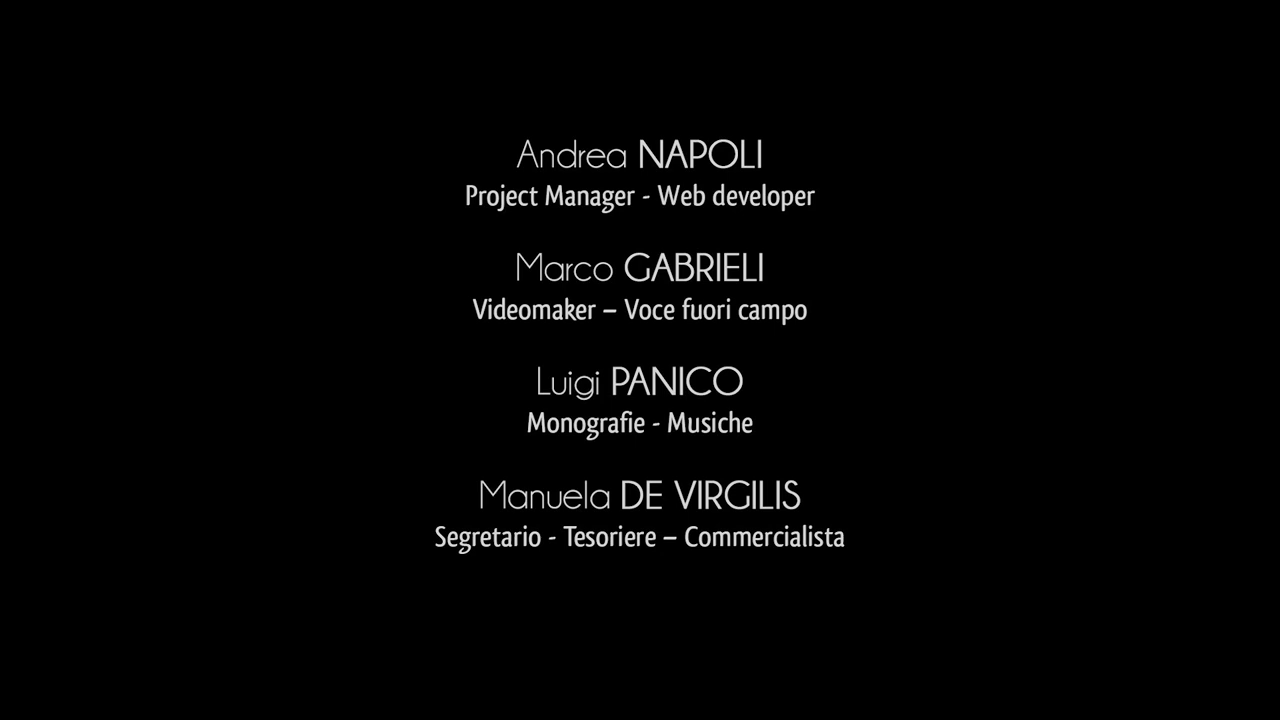 Andrea NAPOLI
Project Manager - Web developer
Marco GABRIELI
Videomaker – Voce fuori campo
Luigi PANICO
Monografie - Musiche
Manuela DE VIRGILIS
Segretario - Tesoriere – Commercialista